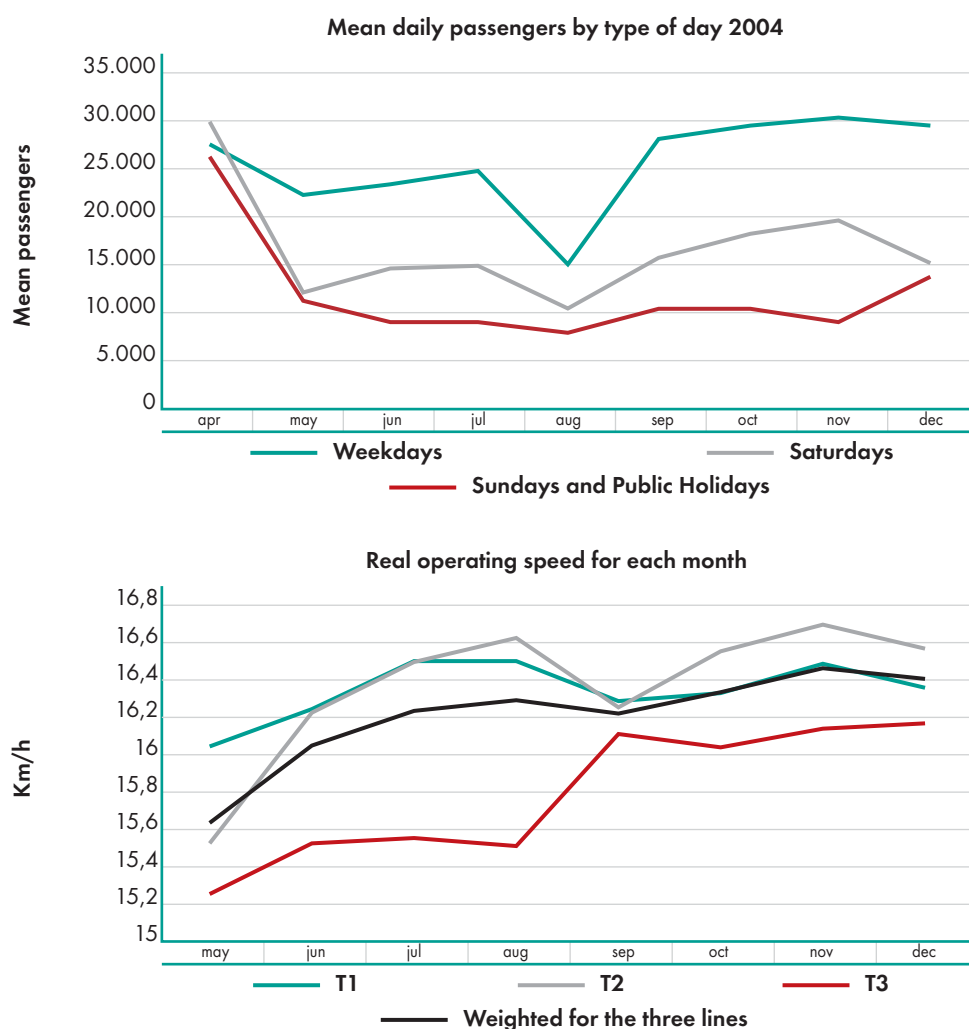 Mean daily passengers by type of day 2004
Mean passengers
35.000
30.000
25.000
20.000
15.000
10.000
5.000
0
apr may jun jul aug sep oct nov dec
Weekdays Saturdays
Sundays and Public Holidays
Real operating speed for each month
Km/h
16,8
16,6
16,4
16,2
16
15,8
15,6
15,4
15,2
15
may jun jul aug sep oct nov dec
T1 T2 T3
Weighted for the three lines